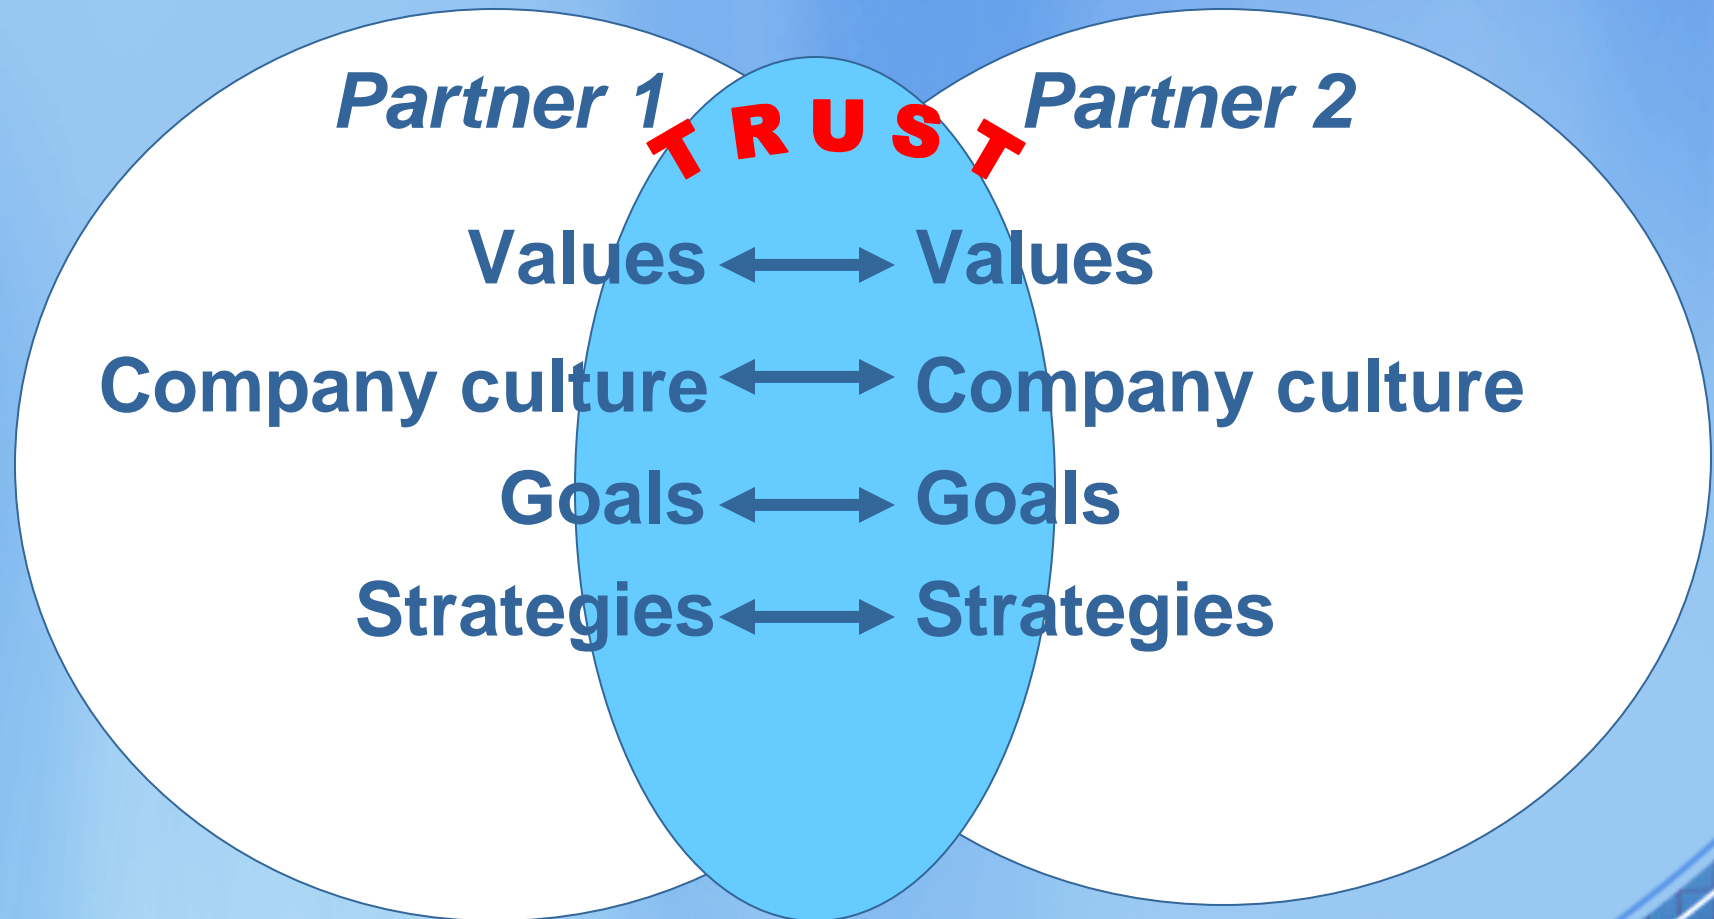 Partner 1 Partner 2
TRUST
Values Values
Company culture Company culture
Goals Goals
Strategies Strategies